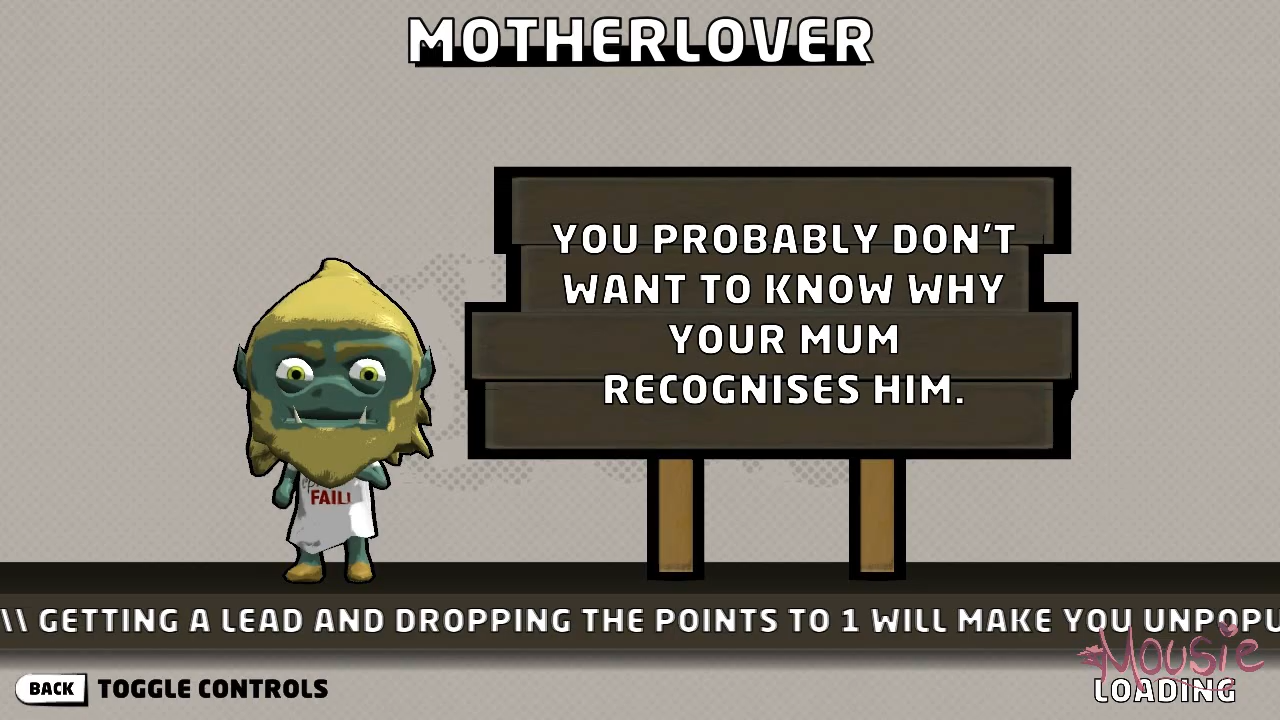 MOTHERLOVER
YOU PROBABLY DON'T
WANT TO KNOW WHY
YOUR MUM
RECOGNISES HIM.
FAIL!
\\ GETTING A LEAD AND DROPPING THE POINTS TO 1 WILL MAKE YOU UNPOPU
Mousie
BACK TOGGLE CONTROLS
LOADING